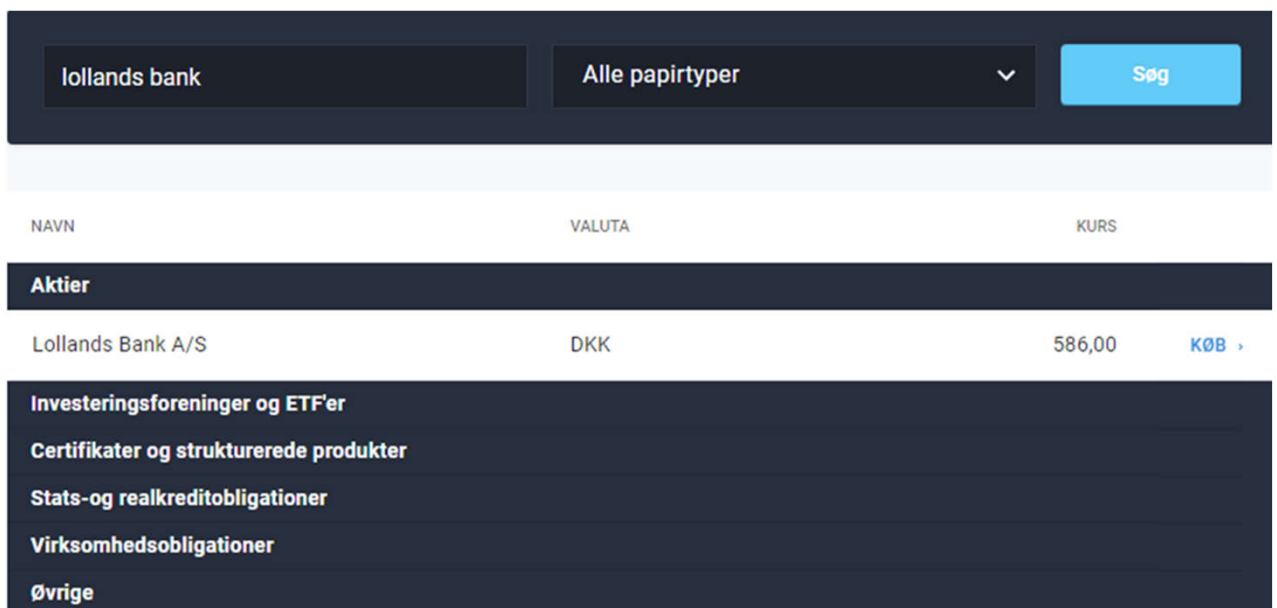 lollands bank Alle papirtyper Søg
NAVN VALUTA KURS
Aktier
Lollands Bank A/S DKK 586,00 KØB ›
Investeringsforeninger og ETF'er
Certifikater og strukturerede produkter
Stats-og realkreditobligationer
Virksomhedsobligationer
Øvrige